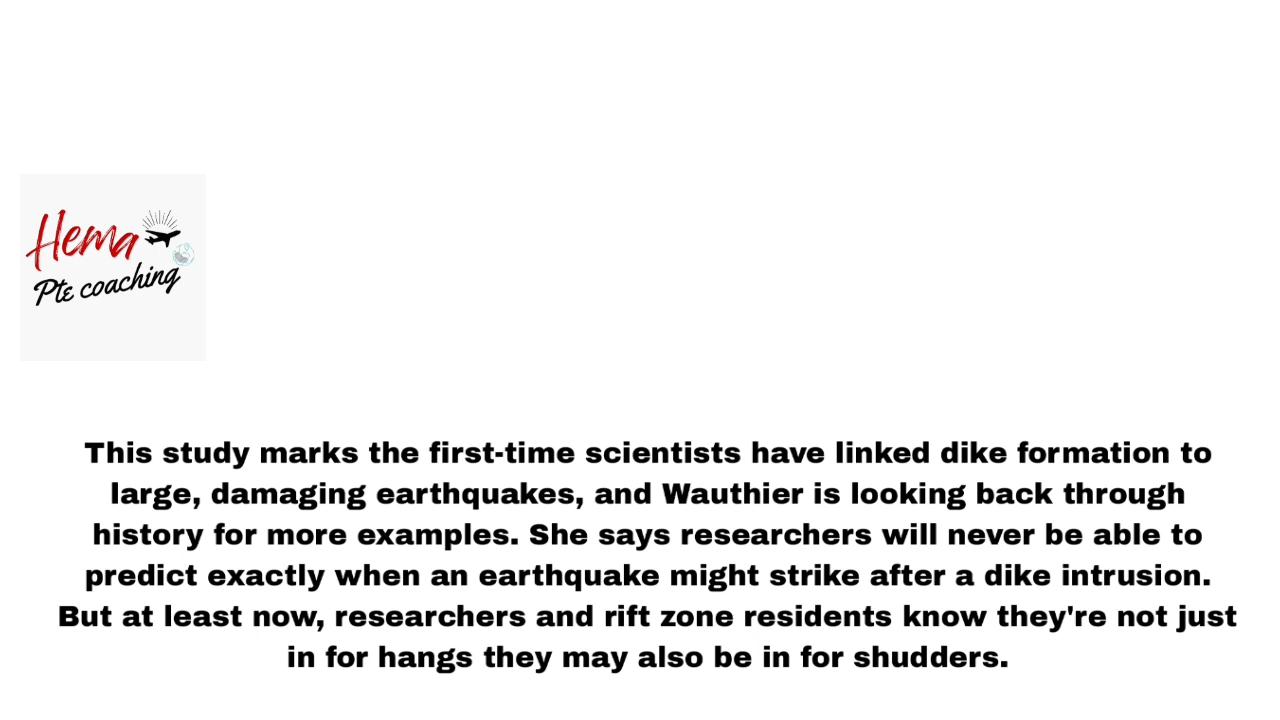 Hema
Pte coaching
This study marks the first-time scientists have linked dike formation to
large, damaging earthquakes, and Wauthier is looking back through
history for more examples. She says researchers will never be able to
predict exactly when an earthquake might strike after a dike intrusion.
But at least now, researchers and rift zone residents know they're not just
in for hangs they may also be in for shudders.